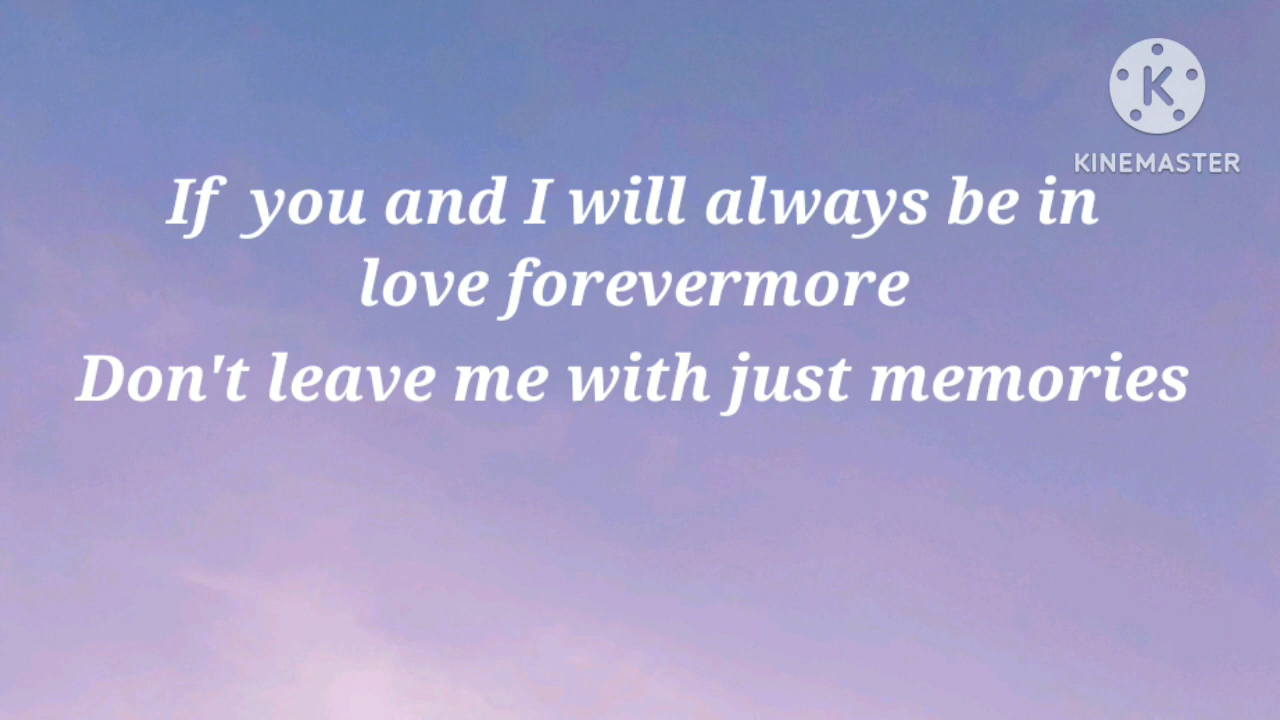 K
KINEMASTER
If  you and I will always be in
love forevermore
Don't leave me with just memories